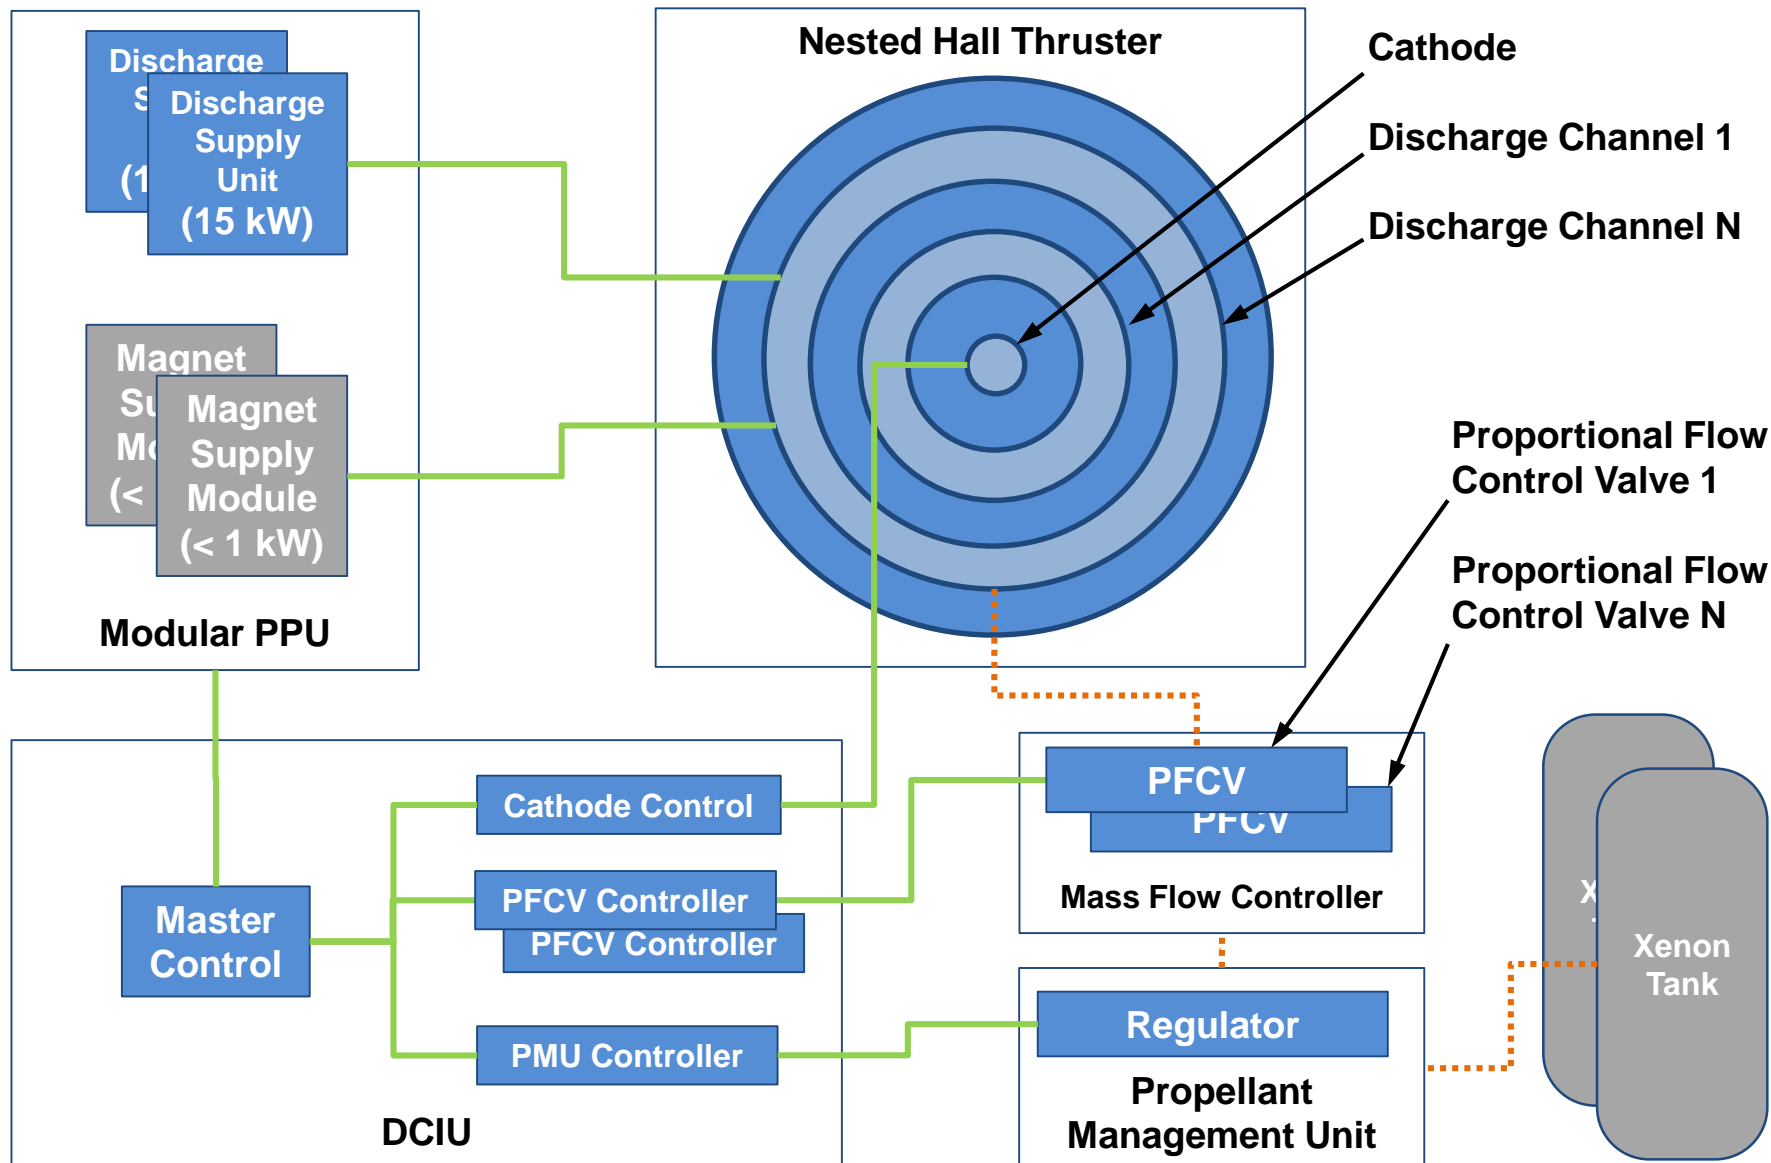 Discharge
Discharge
Supply
Unit
(15 kW)
Magnet
Magnet
Supply
Module
(< 1 kW)
Modular PPU
Nested Hall Thruster
Cathode
Discharge Channel 1
Discharge Channel N
Proportional Flow
Control Valve 1
Proportional Flow
Control Valve N
Master
Control
Cathode Control
PFCV Controller
PFCV Controller
PMU Controller
DCIU
PFCV
PFCV
Mass Flow Controller
Regulator
Propellant
Management Unit
Xenon
Tank